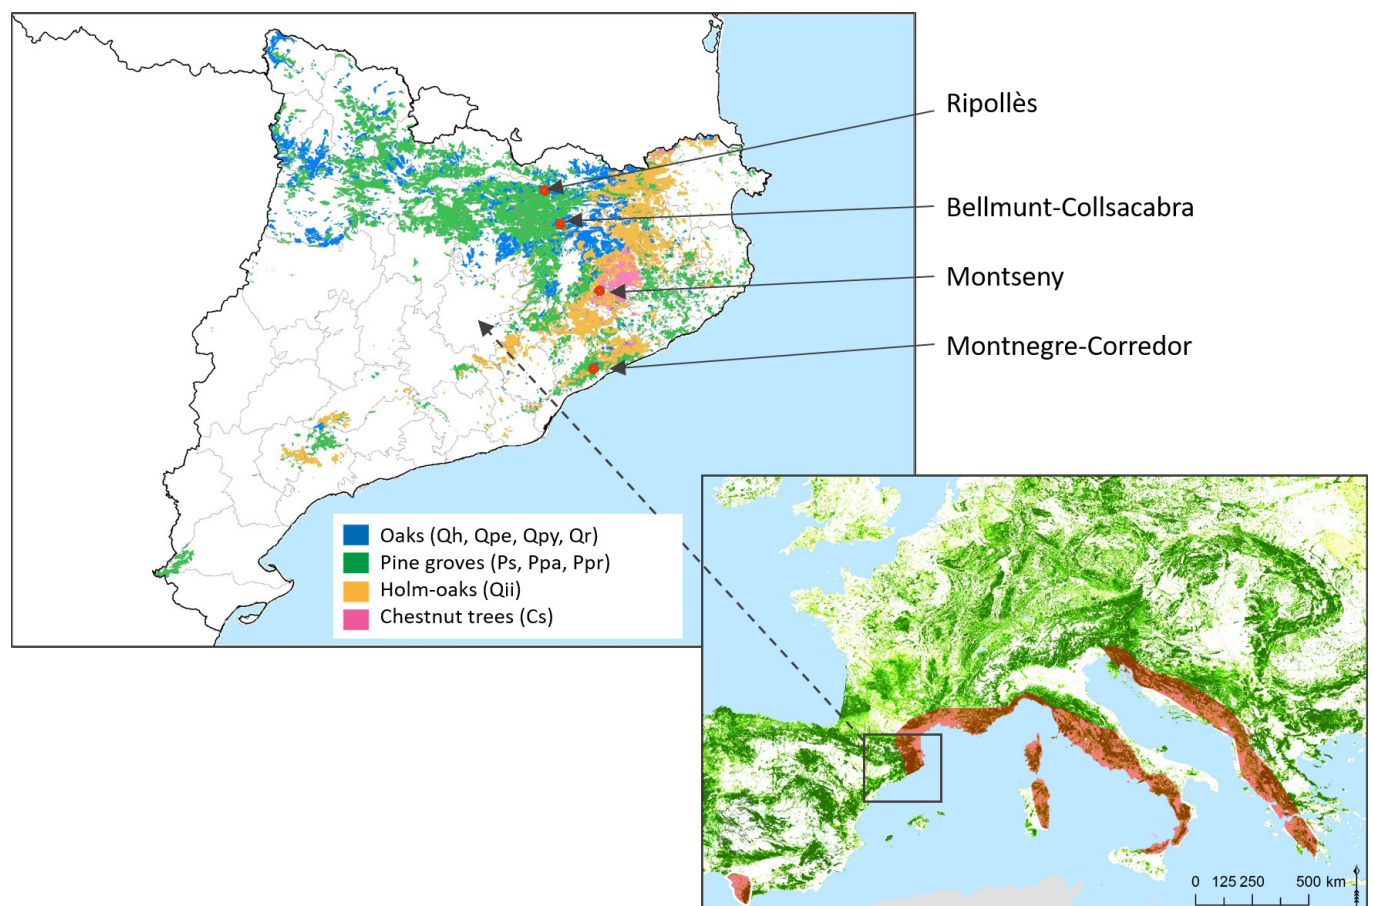 Ripollès
Bellmunt-Collsacabra
Montseny
Montnegre-Corredor
Oaks (Qh, Qpe, Qpy, Qr)
Pine groves (Ps, Ppa, Ppr)
Holm-oaks (Qii)
Chestnut trees (Cs)
0 125 250 500 km